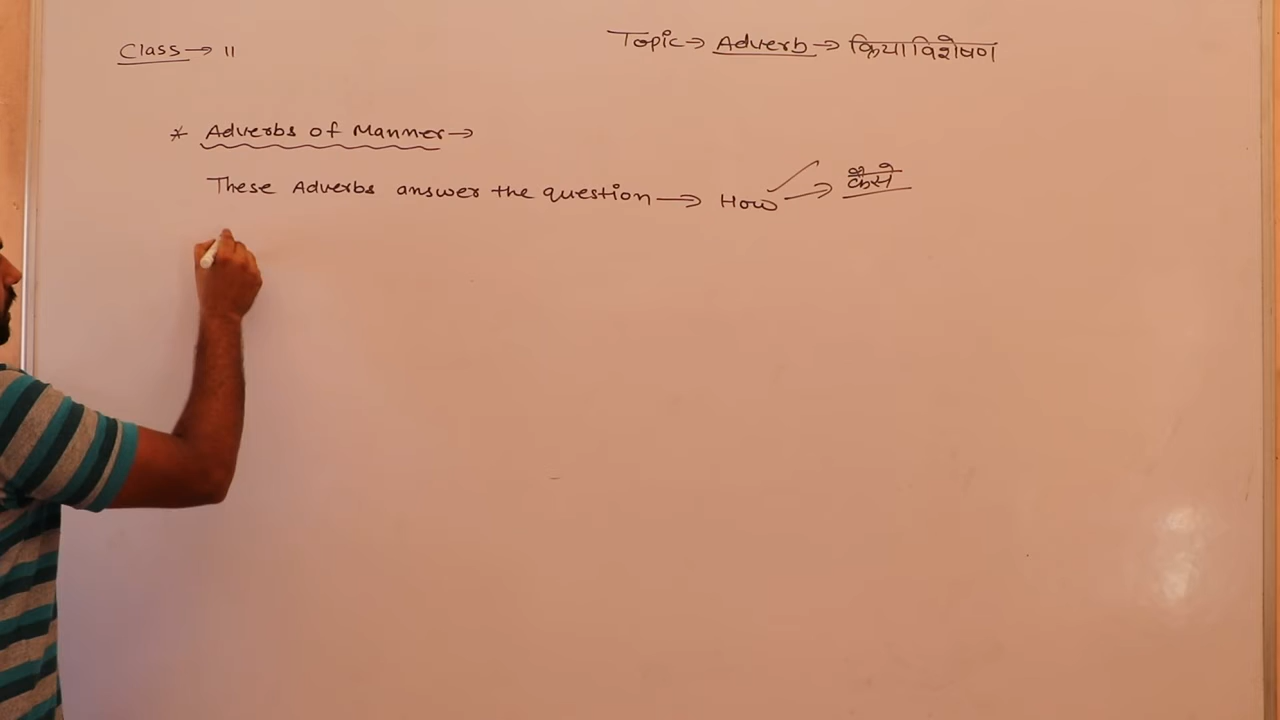 Class → 11
Topic → Adverb → क्रियाविशेषण
* Adverbs of Manner →
These Adverbs answer the question → How → कैसे